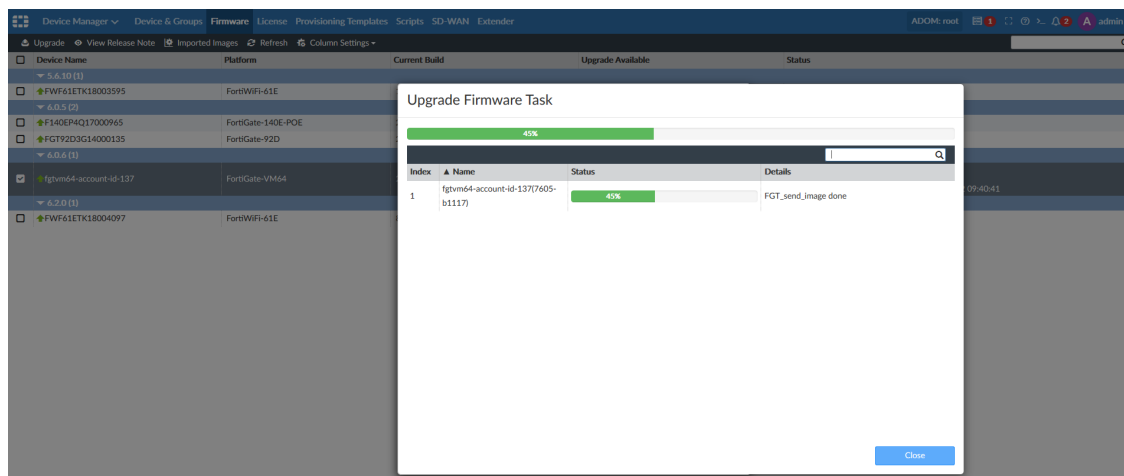 Device Manager Device & Groups Firmware License Provisioning Templates Scripts SD-WAN Extender ADOM: root 1 2 A admin
Upgrade View Release Note Imported Images Refresh Column Settings
Device Name Platform Current Build Upgrade Available Status
5.6.10 (1)
FWF61ETK18003595 FortiWiFi-61E
6.0.5 (2)
F140EP4Q17000965 FortiGate-140E-POE
FGT92D3G14000135 FortiGate-92D
6.0.6 (1)
fgtvm64-account-id-137 FortiGate-VM64 09:40:41
6.2.0 (1)
FWF61ETK18004097 FortiWiFi-61E
Upgrade Firmware Task
45%
Index Name Status Details
1 fgtvm64-account-id-137(7605-
b1117) 45% FGT_send_image done
Close